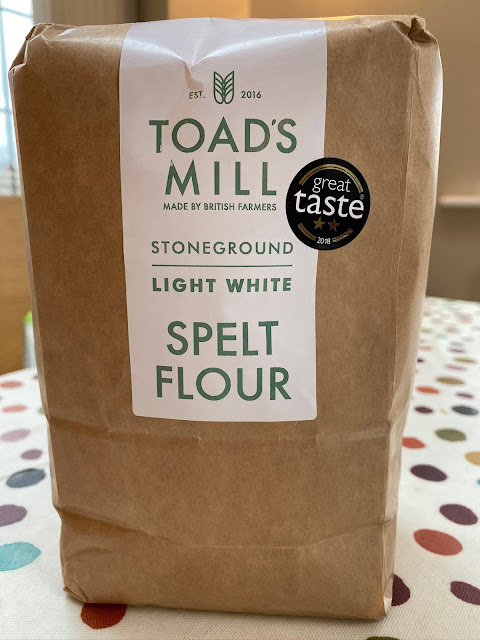 EST. 2016
TOAD'S
MILL
MADE BY BRITISH FARMERS
STONEGROUND
LIGHT WHITE
SPELT
FLOUR
great
taste
2018